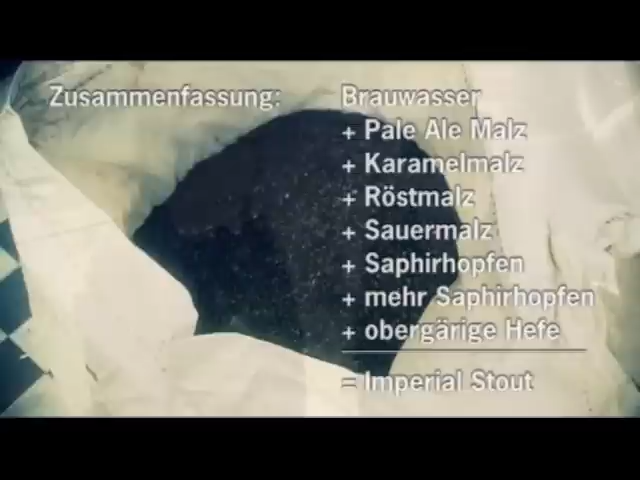 Zusammenfassung: Brauwasser
+ Pale Ale Malz
+ Karamelmalz
+ Röstmalz
+ Sauermalz
+ Saphirhopfen
+ mehr Saphirhopfen
+ obergärige Hefe
= Imperial Stout